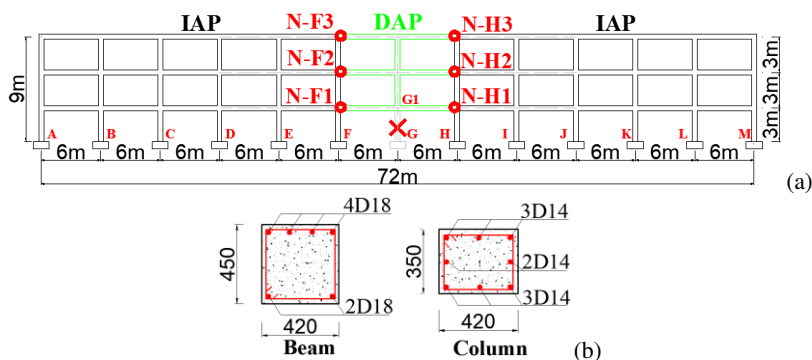 IAP N-F3 DAP N-H3 IAP
N-F2 N-H2
N-F1 G1 N-H1
9m
3m
3m
3m
A B C D E F G H I J K L M
6m 6m 6m 6m 6m 6m 6m 6m 6m 6m 6m 6m
72m
(a)
4D18
450
2D18
420
Beam
3D14
350
2D14
3D14
420
Column
(b)